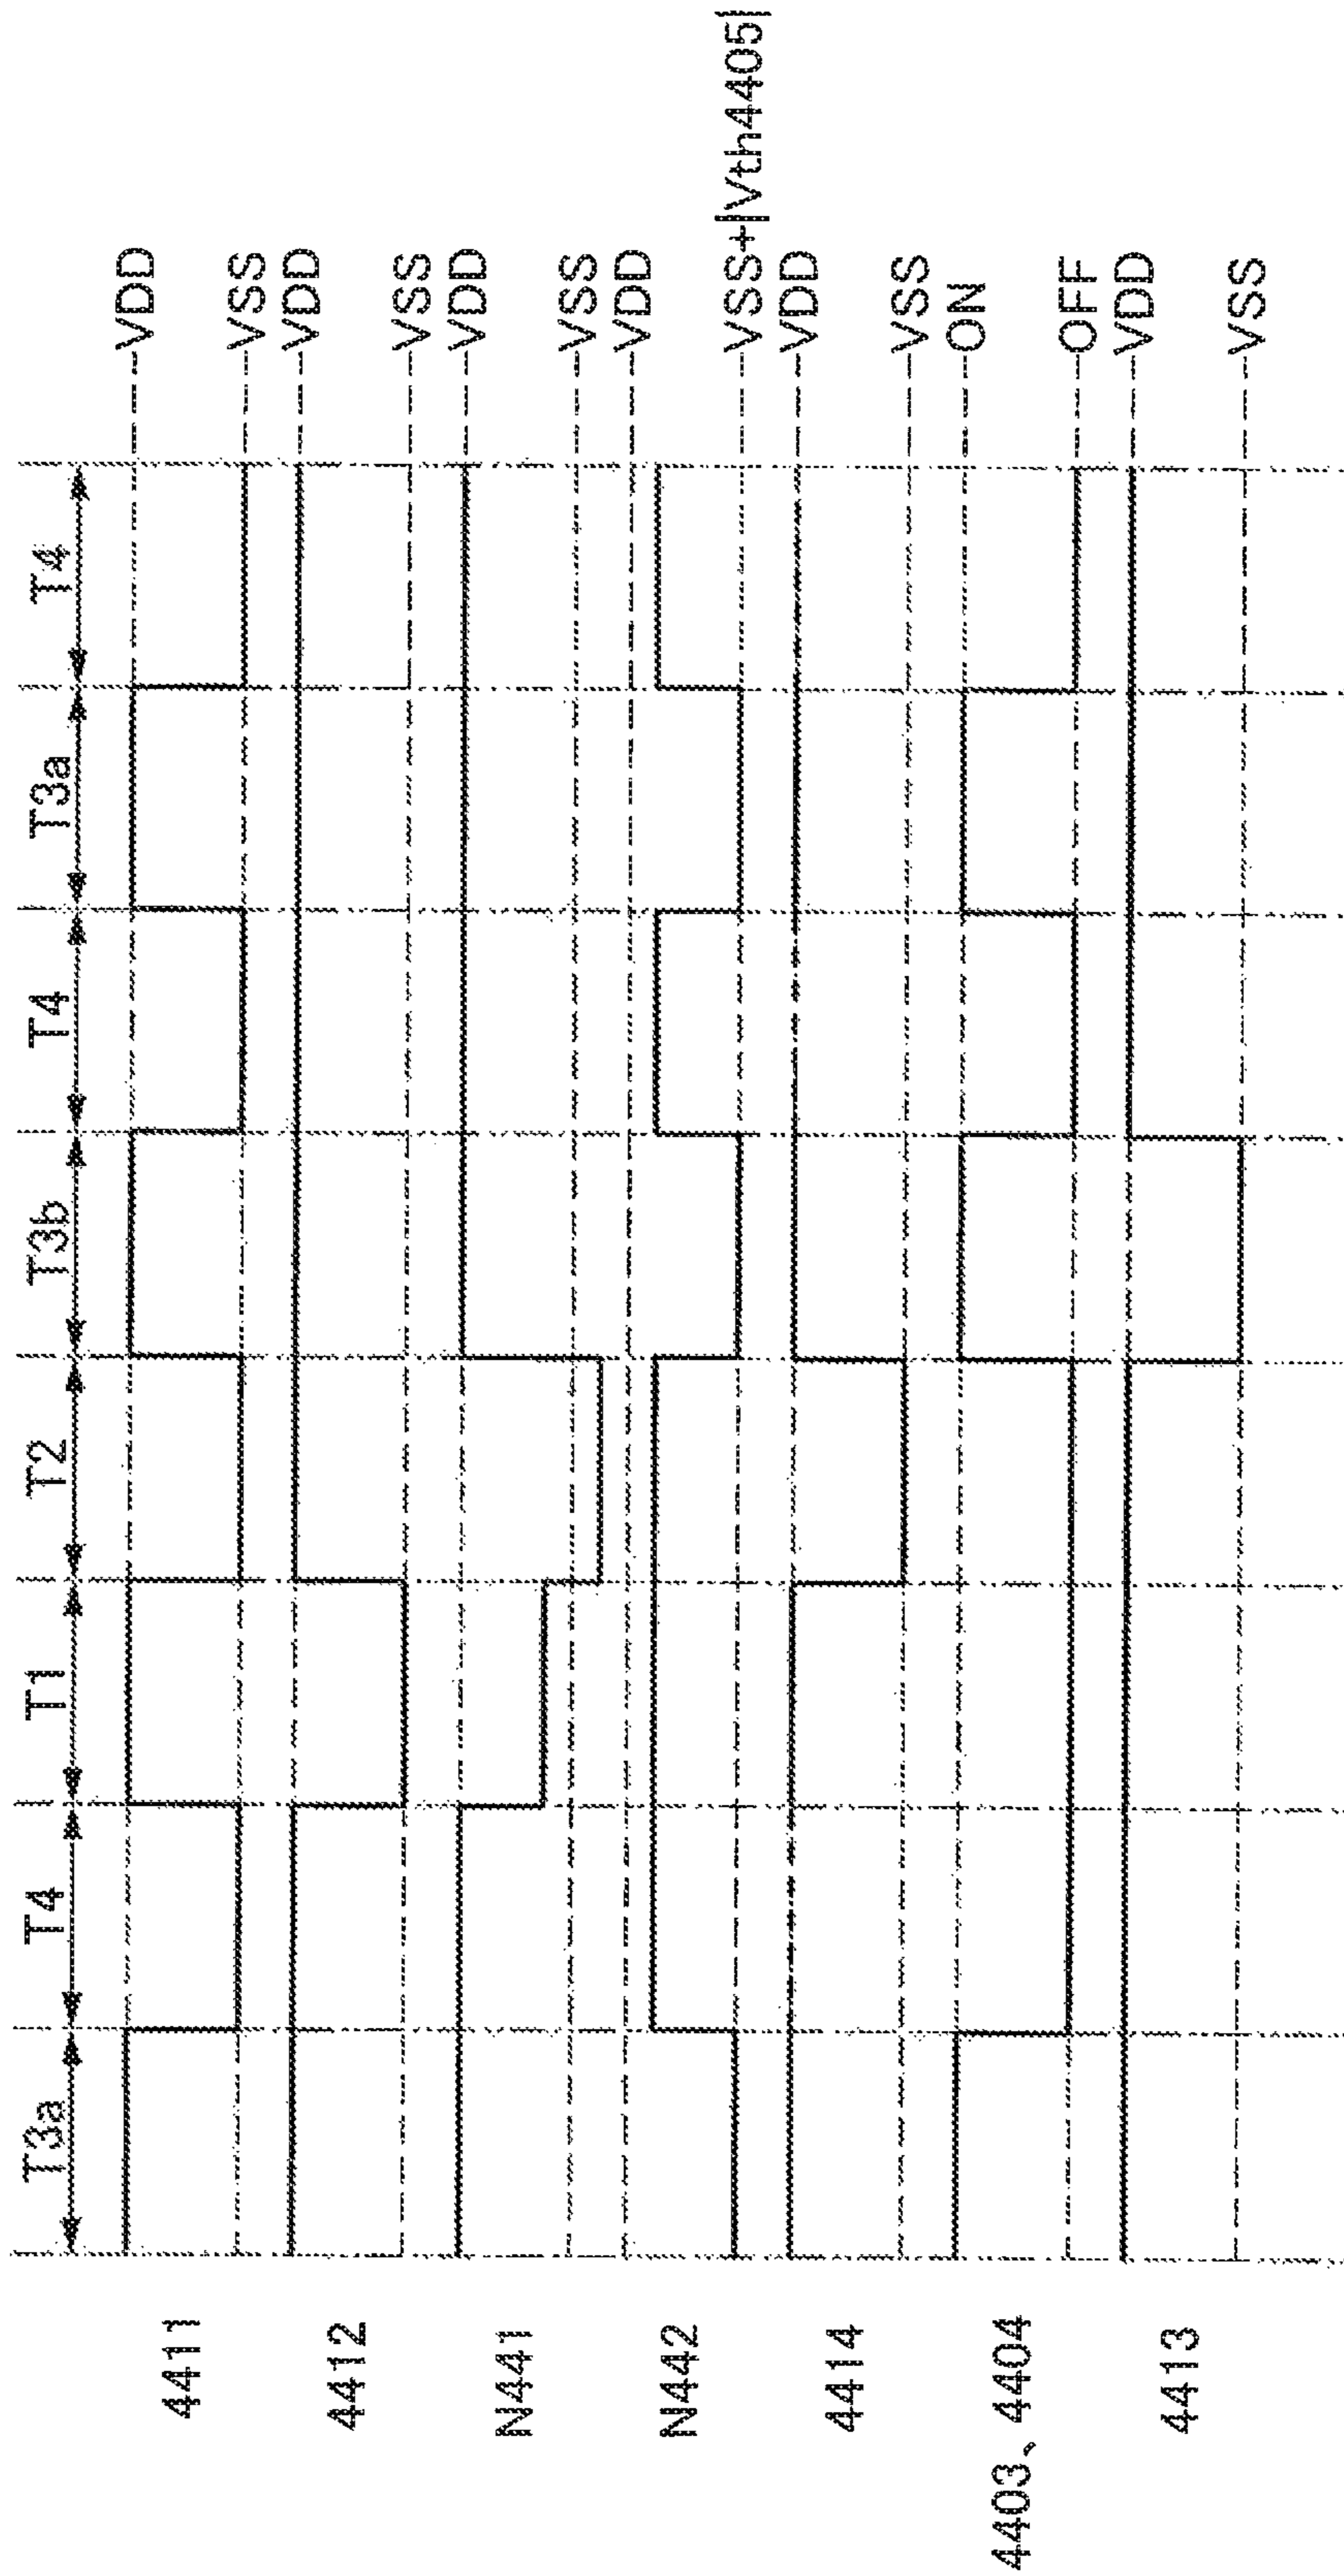 T3a T4 T1 T2 T3b T4 T3a T4
4411 VDD
VSS
4412 VDD
VSS
N441 VDD
VSS
N442 VDD
VSS+|Vth4405|
4414 VDD
VSS
4403、4404 ON
OFF
4413 VDD
VSS